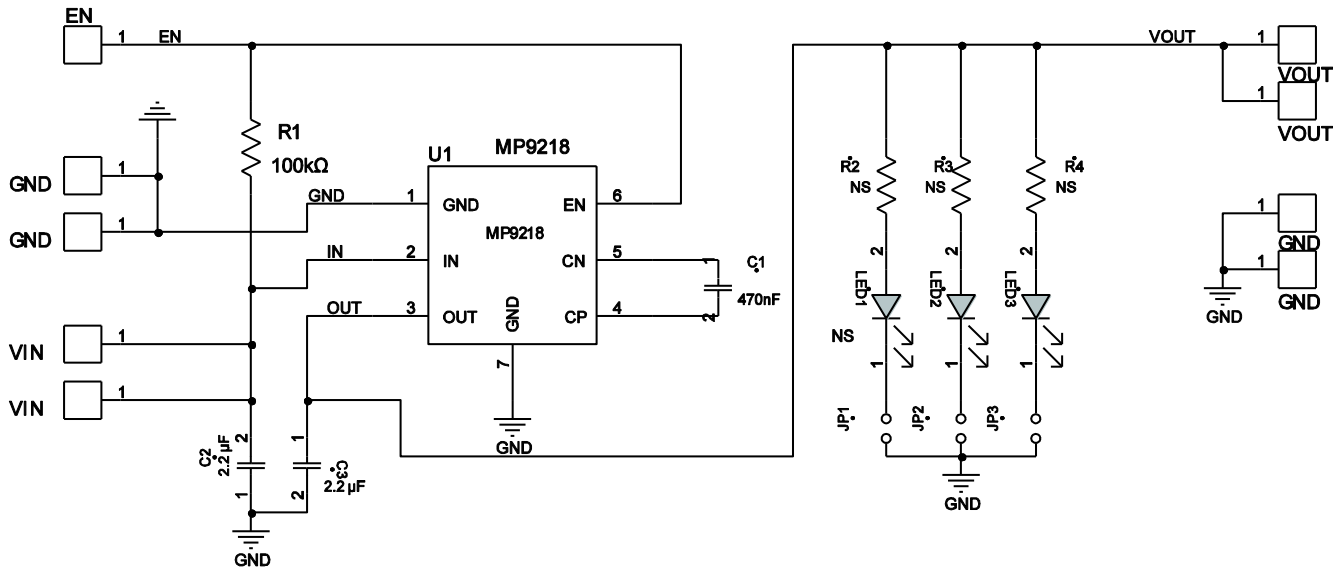 EN
1
EN
R1
100kΩ
GND
1
GND
1
U1
MP9218
GND
1
GND
EN
6
MP9218
IN
2
IN
CN
5
OUT
3
OUT
GND
CP
4
7
GND
1
C1
470nF
2
VIN
1
VIN
1
2
C2
2.2 µF
1
1
C3
2.2 µF
2
GND
R2
NS
R3
NS
R4
NS
2
2
2
LED1
LED2
LED3
NS
1
1
1
JP1
JP2
JP3
GND
VOUT
1
VOUT
1
VOUT
1
GND
1
GND
GND